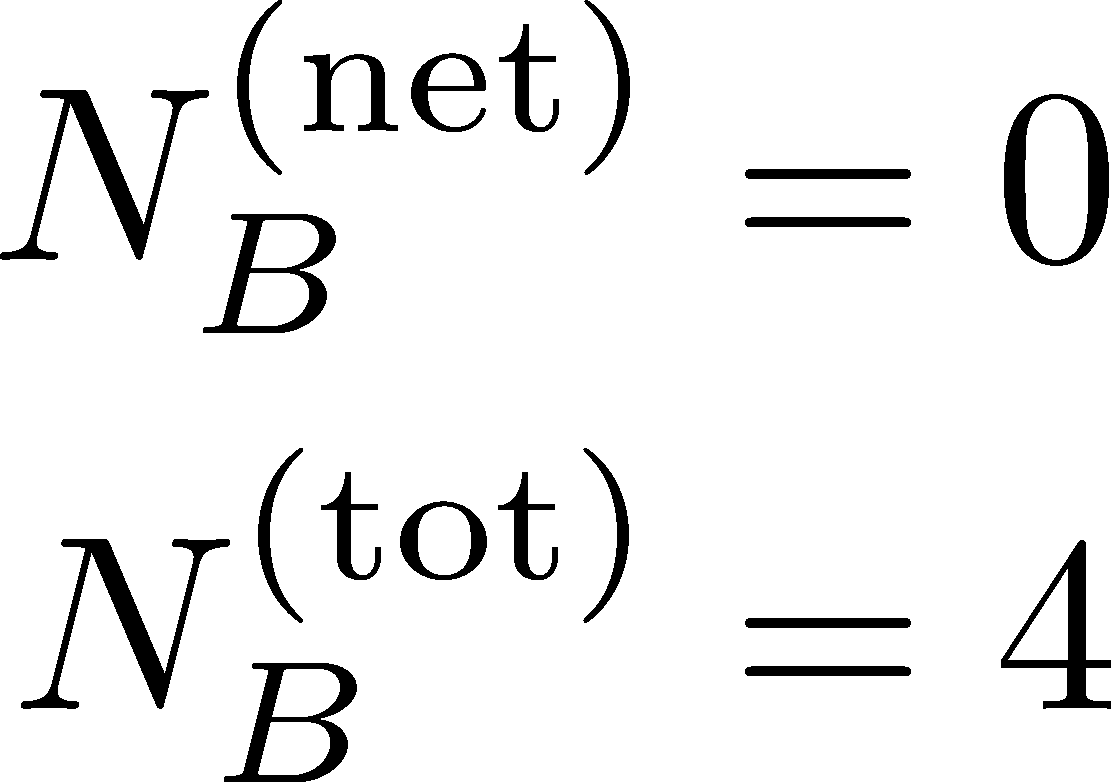 N_B^(net) = 0
N_B^(tot) = 4